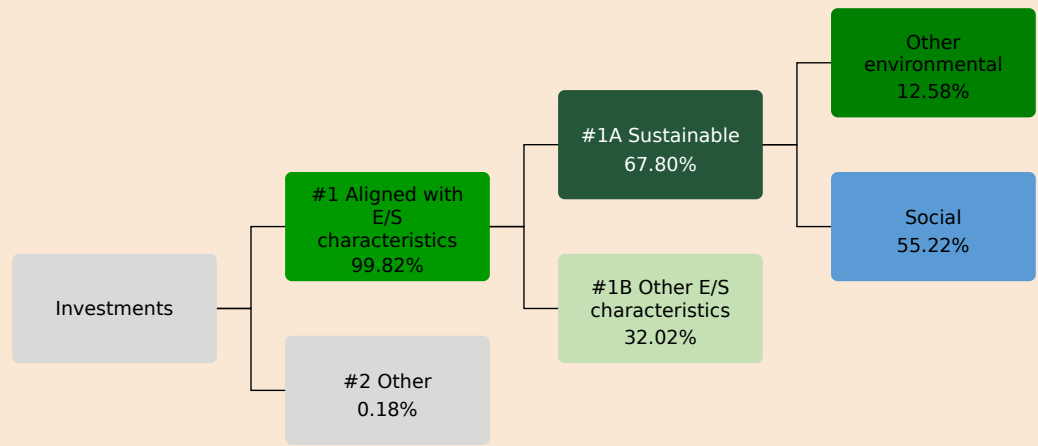 Investments
#1 Aligned with
E/S
characteristics
99.82%
#2 Other
0.18%
#1A Sustainable
67.80%
#1B Other E/S
characteristics
32.02%
Other
environmental
12.58%
Social
55.22%